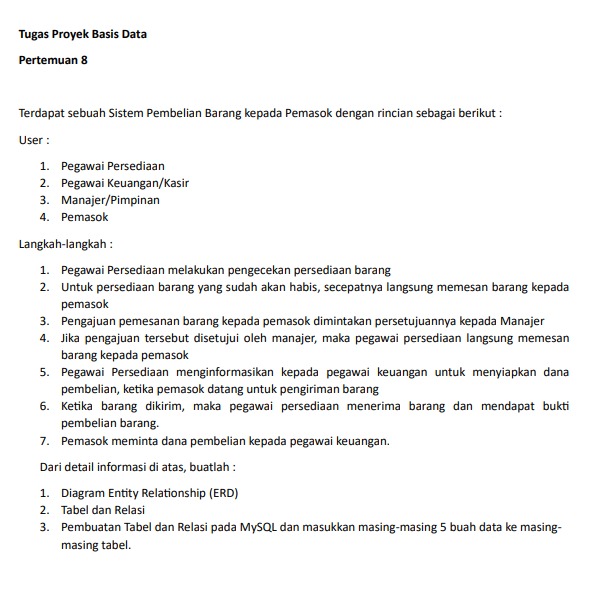 Tugas Proyek Basis Data
Pertemuan 8
Terdapat sebuah Sistem Pembelian Barang kepada Pemasok dengan rincian sebagai berikut :
User :
1. Pegawai Persediaan
2. Pegawai Keuangan/Kasir
3. Manajer/Pimpinan
4. Pemasok
Langkah-langkah :
1. Pegawai Persediaan melakukan pengecekan persediaan barang
2. Untuk persediaan barang yang sudah akan habis, secepatnya langsung memesan barang kepada
pemasok
3. Pengajuan pemesanan barang kepada pemasok dimintakan persetujuannya kepada Manajer
4. Jika pengajuan tersebut disetujui oleh manajer, maka pegawai persediaan langsung memesan
barang kepada pemasok
5. Pegawai Persediaan menginformasikan kepada pegawai keuangan untuk menyiapkan dana
pembelian, ketika pemasok datang untuk pengiriman barang
6. Ketika barang dikirim, maka pegawai persediaan menerima barang dan mendapat bukti
pembelian barang.
7. Pemasok meminta dana pembelian kepada pegawai keuangan.
Dari detail informasi di atas, buatlah :
1. Diagram Entity Relationship (ERD)
2. Tabel dan Relasi
3. Pembuatan Tabel dan Relasi pada MySQL dan masukkan masing-masing 5 buah data ke masing-
masing tabel.